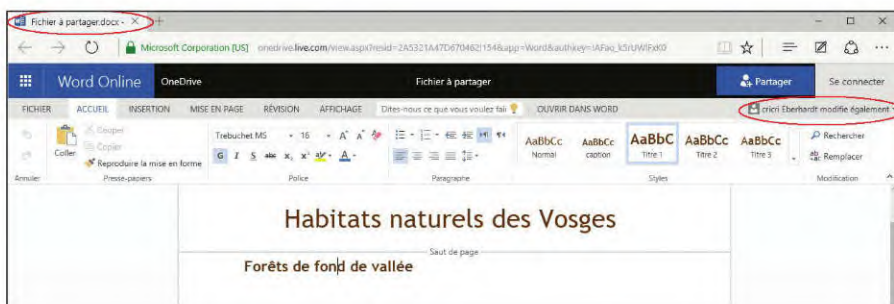 Fichier à partager.docx -
Microsoft Corporation [US] onedrive.live.com/view.aspx?resid=2A5321A47D670462!154&app=Word&authkey=
Word Online OneDrive Fichier à partager Partager Se connecter
FICHIER ACCUEIL INSERTION MISE EN PAGE RÉVISION AFFICHAGE Dites-nous ce que vous voulez fai OUVRIR DANS WORD cricri Eberhardt modifie également
Couper
Copier
Coller
Reproduire la mise en forme
Trebuchet MS 16 A A
G I S abc x₂ x² A
AaBbCc AaBbCc AaBbC AaBbCc AaBbCc
Normal caption Titre 1 Titre 2 Titre 3
Rechercher
Remplacer
Annuler Presse-papiers Police Paragraphe Styles Modification
Habitats naturels des Vosges
Saut de page
Forêts de fond de vallée